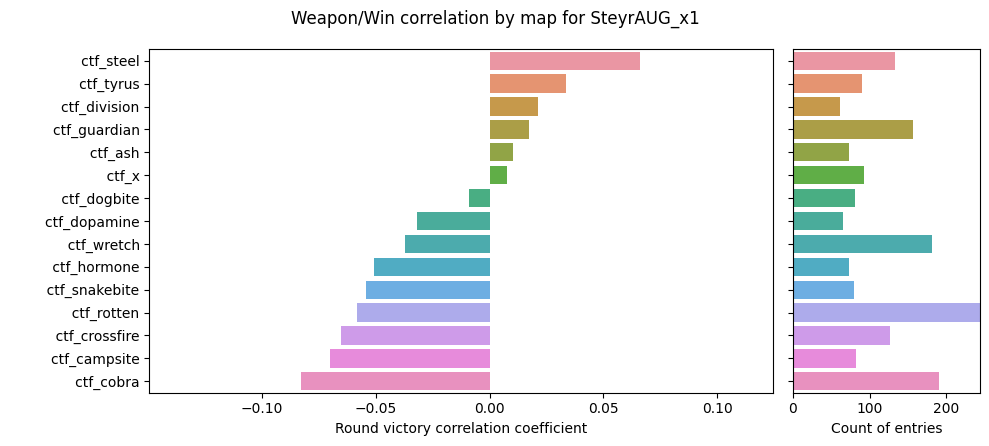 Weapon/Win correlation by map for SteyrAUG_x1
ctf_steel
ctf_tyrus
ctf_division
ctf_guardian
ctf_ash
ctf_x
ctf_dogbite
ctf_dopamine
ctf_wretch
ctf_hormone
ctf_snakebite
ctf_rotten
ctf_crossfire
ctf_campsite
ctf_cobra
−0.10 −0.05 0.00 0.05 0.10 0 100 200
Round victory correlation coefficient Count of entries